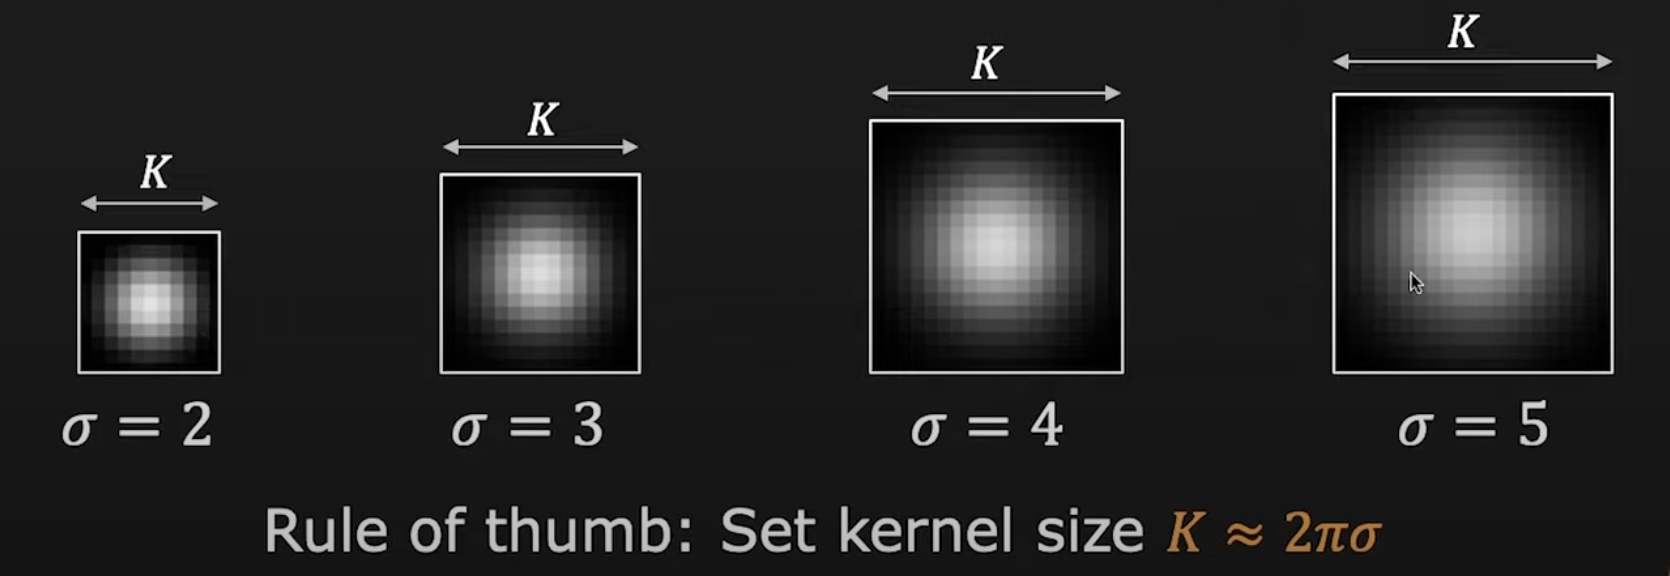 K
K
K
K
σ = 2
σ = 3
σ = 4
σ = 5
Rule of thumb: Set kernel size K ≈ 2πσ